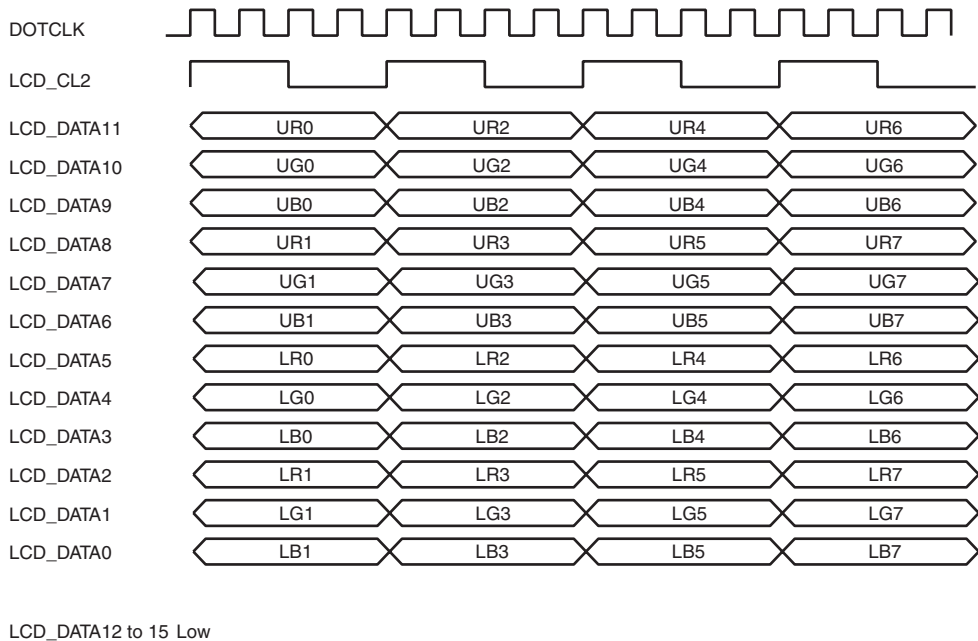 DOTCLK
LCD_CL2
LCD_DATA11 UR0 UR2 UR4 UR6
LCD_DATA10 UG0 UG2 UG4 UG6
LCD_DATA9 UB0 UB2 UB4 UB6
LCD_DATA8 UR1 UR3 UR5 UR7
LCD_DATA7 UG1 UG3 UG5 UG7
LCD_DATA6 UB1 UB3 UB5 UB7
LCD_DATA5 LR0 LR2 LR4 LR6
LCD_DATA4 LG0 LG2 LG4 LG6
LCD_DATA3 LB0 LB2 LB4 LB6
LCD_DATA2 LR1 LR3 LR5 LR7
LCD_DATA1 LG1 LG3 LG5 LG7
LCD_DATA0 LB1 LB3 LB5 LB7
LCD_DATA12 to 15 Low